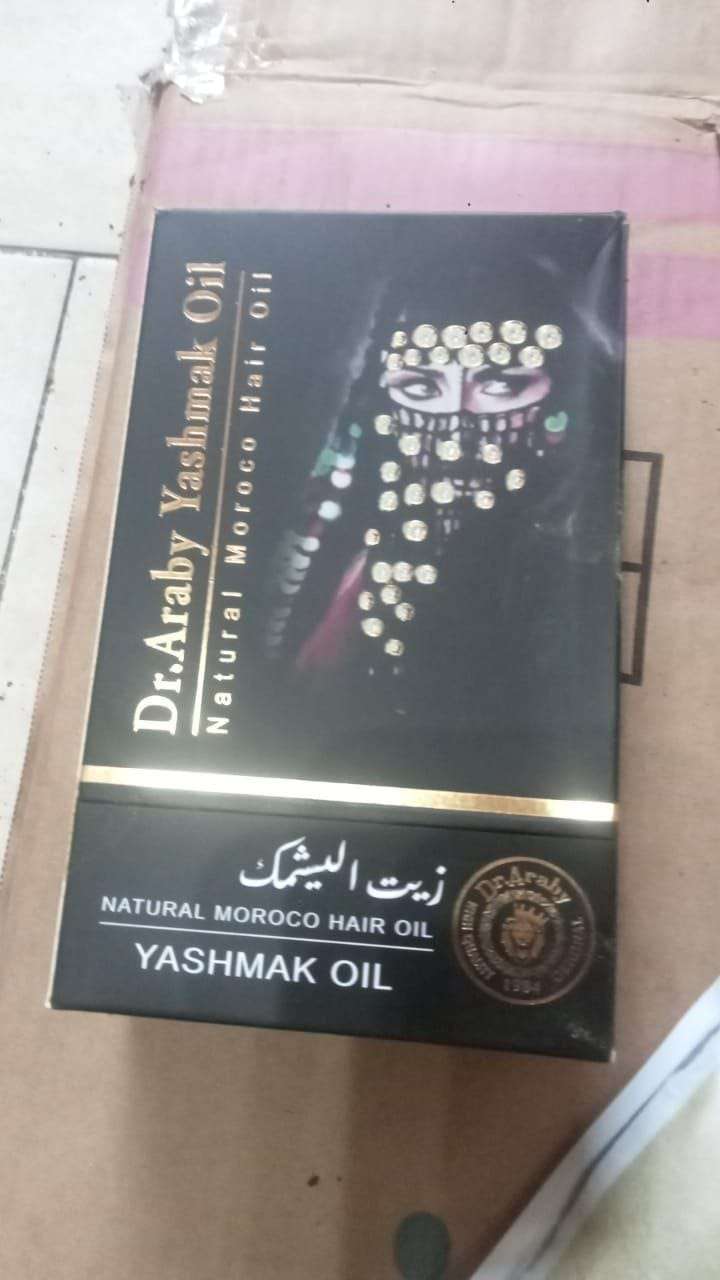 Dr.Araby Yashmak Oil
Natural Moroco Hair Oil
زيت اليشمك
NATURAL MOROCO HAIR OIL
YASHMAK OIL
Dr.Araby
1984